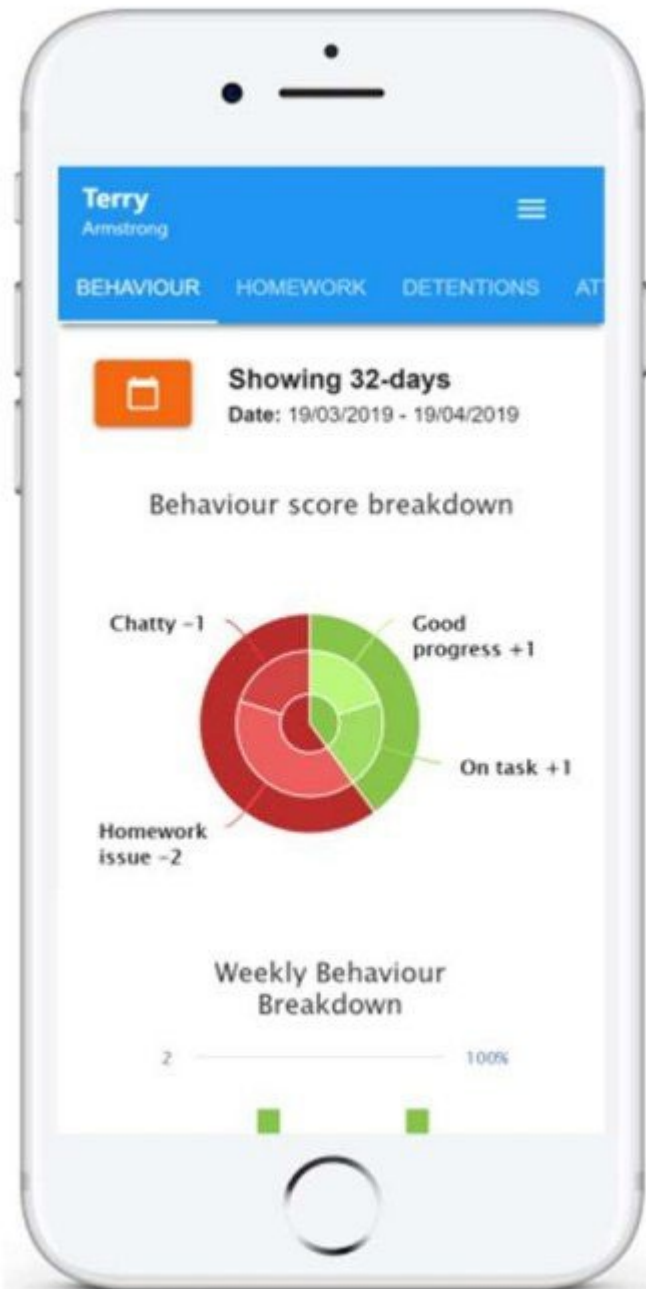 Terry
Armstrong
BEHAVIOUR HOMEWORK DETENTIONS AT
Showing 32-days
Date: 19/03/2019 - 19/04/2019
Behaviour score breakdown
Chatty -1
Good
progress +1
On task +1
Homework
issue -2
Weekly Behaviour
Breakdown
2 100%